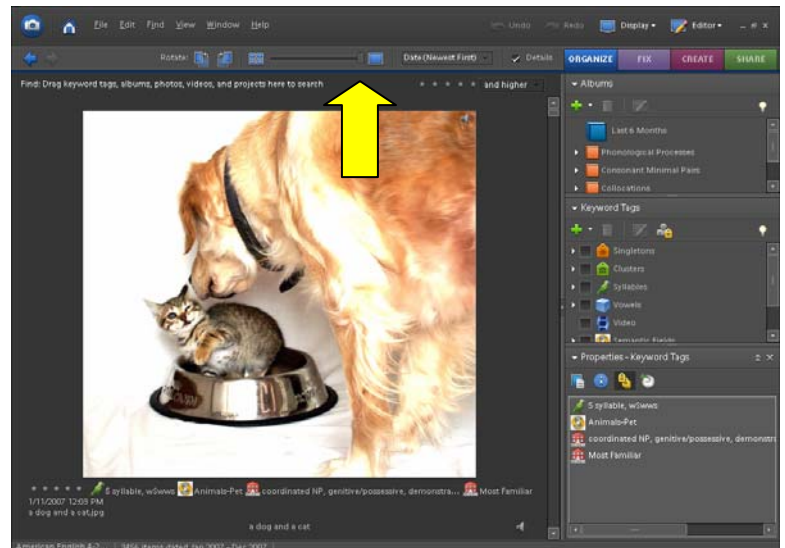 File Edit Find View Window Help Undo Redo Display Editor
Rotate: Date (Newest First) Details ORGANIZE FIX CREATE SHARE
Find: Drag keyword tags, albums, photos, videos, and projects here to search and higher
Albums
Last 6 Months
Phonological Processes
Consonant Minimal Pairs
Collocations
Keyword Tags
Singletons
Clusters
Syllables
Vowels
Video
Semantic Fields
Properties - Keyword Tags
5 syllable, wSwws
Animals-Pet
coordinated NP, genitive/possessive, demonstra
Most Familiar
5 syllable, wSwws Animals-Pet coordinated NP, genitive/possessive, demonstra... Most Familiar
1/11/2007 12:03 PM
a dog and a cat.jpg
a dog and a cat
3456 items dated Jan 2007 - Dec 2007